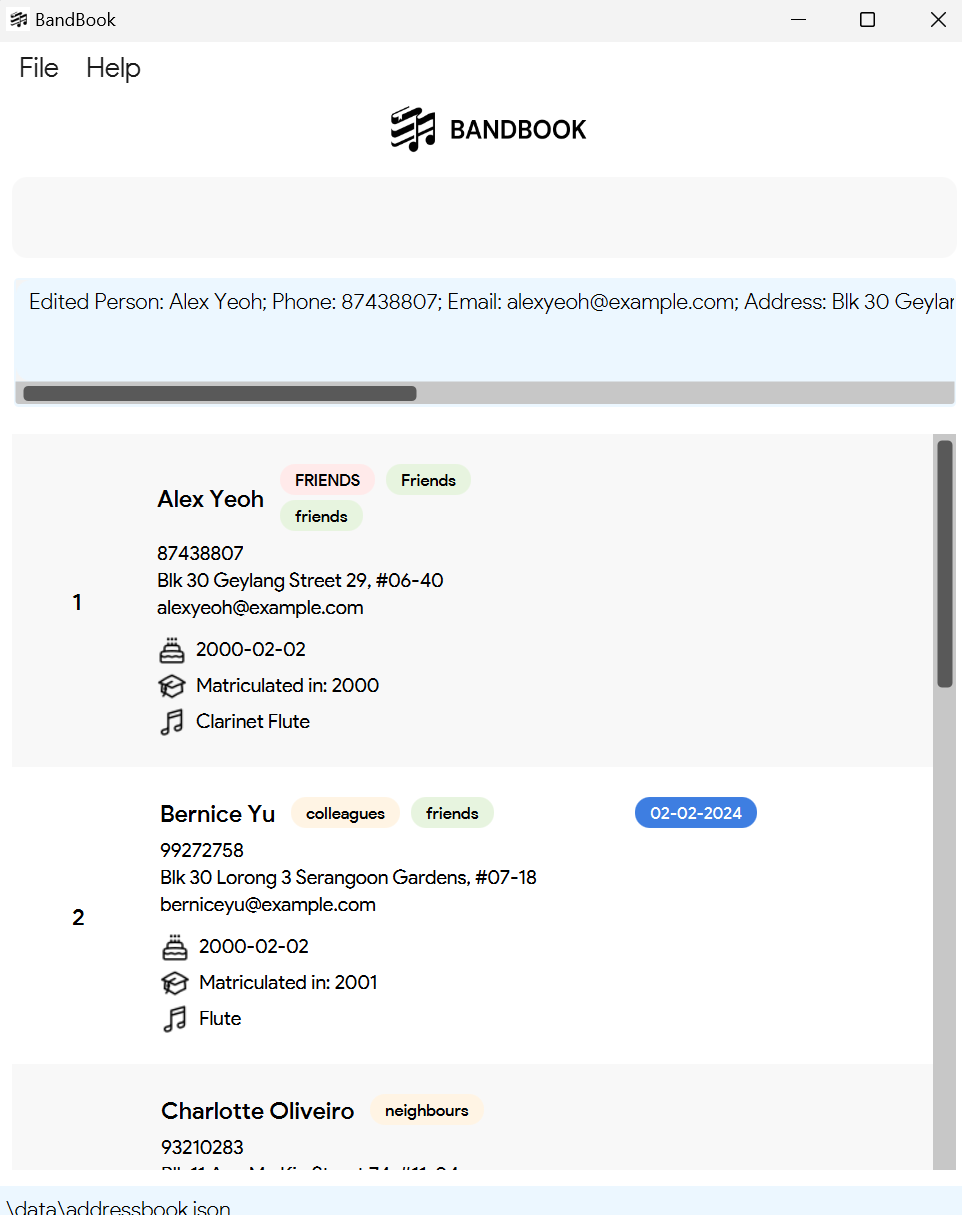 BandBook
File Help
BANDBOOK
Edited Person: Alex Yeoh; Phone: 87438807; Email: alexyeoh@example.com; Address: Blk 30 Geylan
FRIENDS Friends
Alex Yeoh
friends
87438807
Blk 30 Geylang Street 29, #06-40
1
alexyeoh@example.com
2000-02-02
Matriculated in: 2000
Clarinet Flute
Bernice Yu colleagues friends 02-02-2024
99272758
Blk 30 Lorong 3 Serangoon Gardens, #07-18
berniceyu@example.com
2
2000-02-02
Matriculated in: 2001
Flute
Charlotte Oliveiro neighbours
93210283
\data\addressbook.json